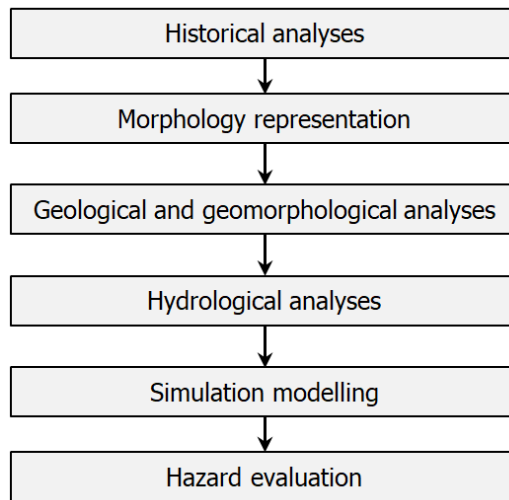 Historical analyses
Morphology representation
Geological and geomorphological analyses
Hydrological analyses
Simulation modelling
Hazard evaluation